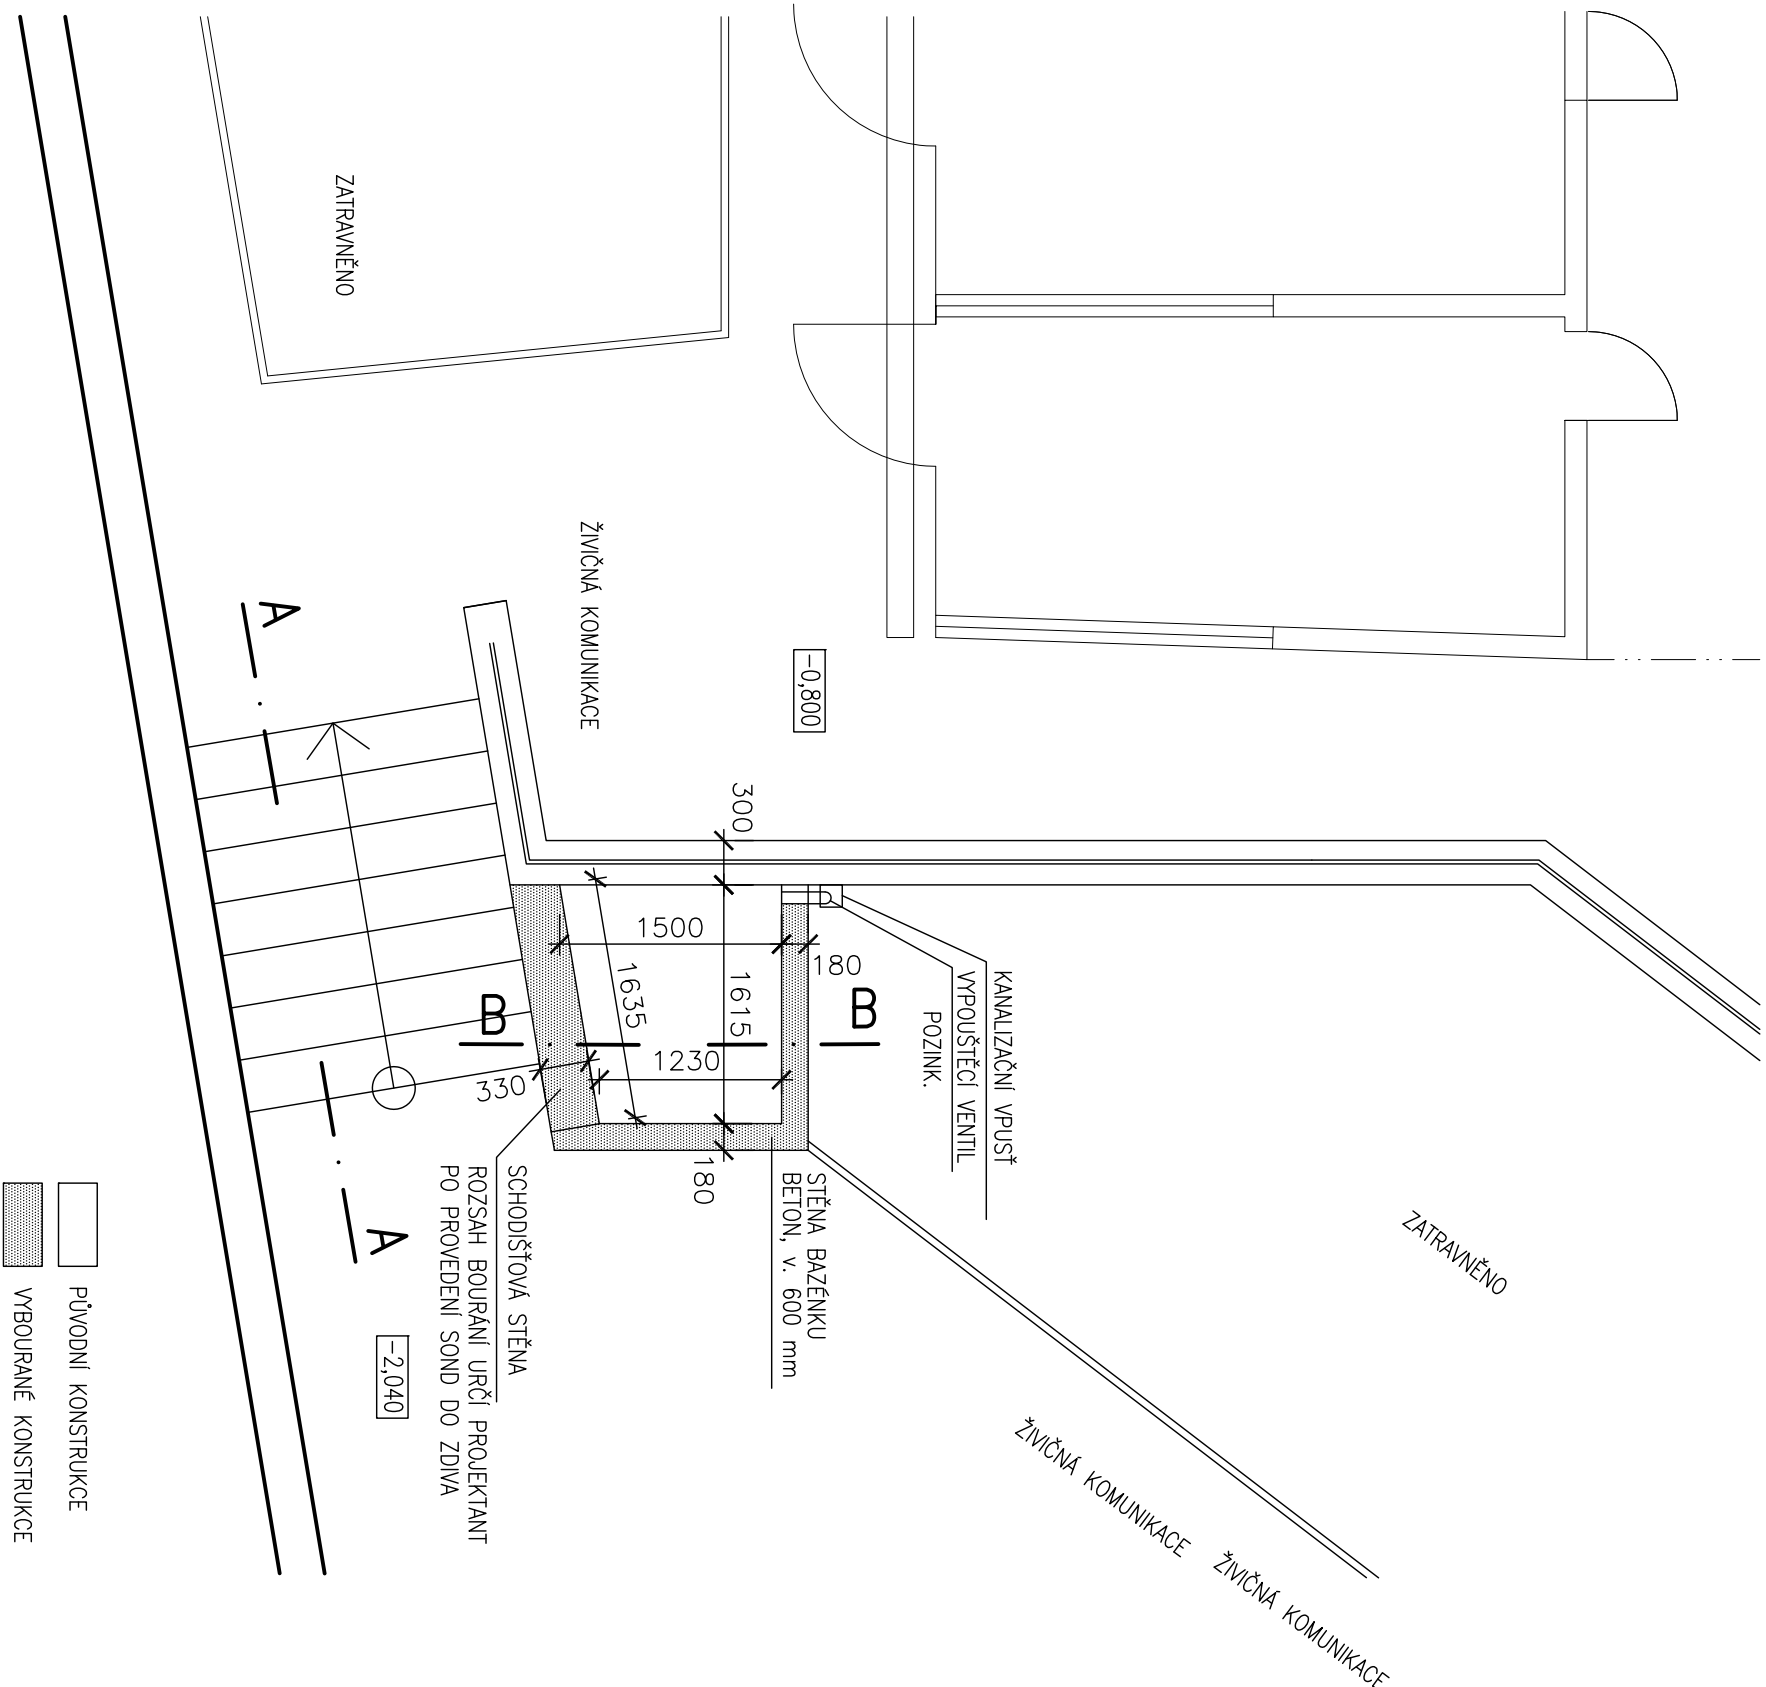 ZATRAVNĚNO
ŽIVIČNÁ KOMUNIKACE
-0,800
A
A
B
B
300
1500
180
1635
1615
1230
330
180
KANALIZAČNÍ VPUSŤ
VYPOUŠTĚCÍ VENTIL
POZINK.
STĚNA BAZÉNKU
BETON, v. 600 mm
SCHODIŠŤOVÁ STĚNA
ROZSAH BOURÁNÍ URČÍ PROJEKTANT
PO PROVEDENÍ SOND DO ZDIVA
-2,040
ZATRAVNĚNO
ŽIVIČNÁ KOMUNIKACE
ŽIVIČNÁ KOMUNIKACE
PŮVODNÍ KONSTRUKCE
VYBOURANÉ KONSTRUKCE